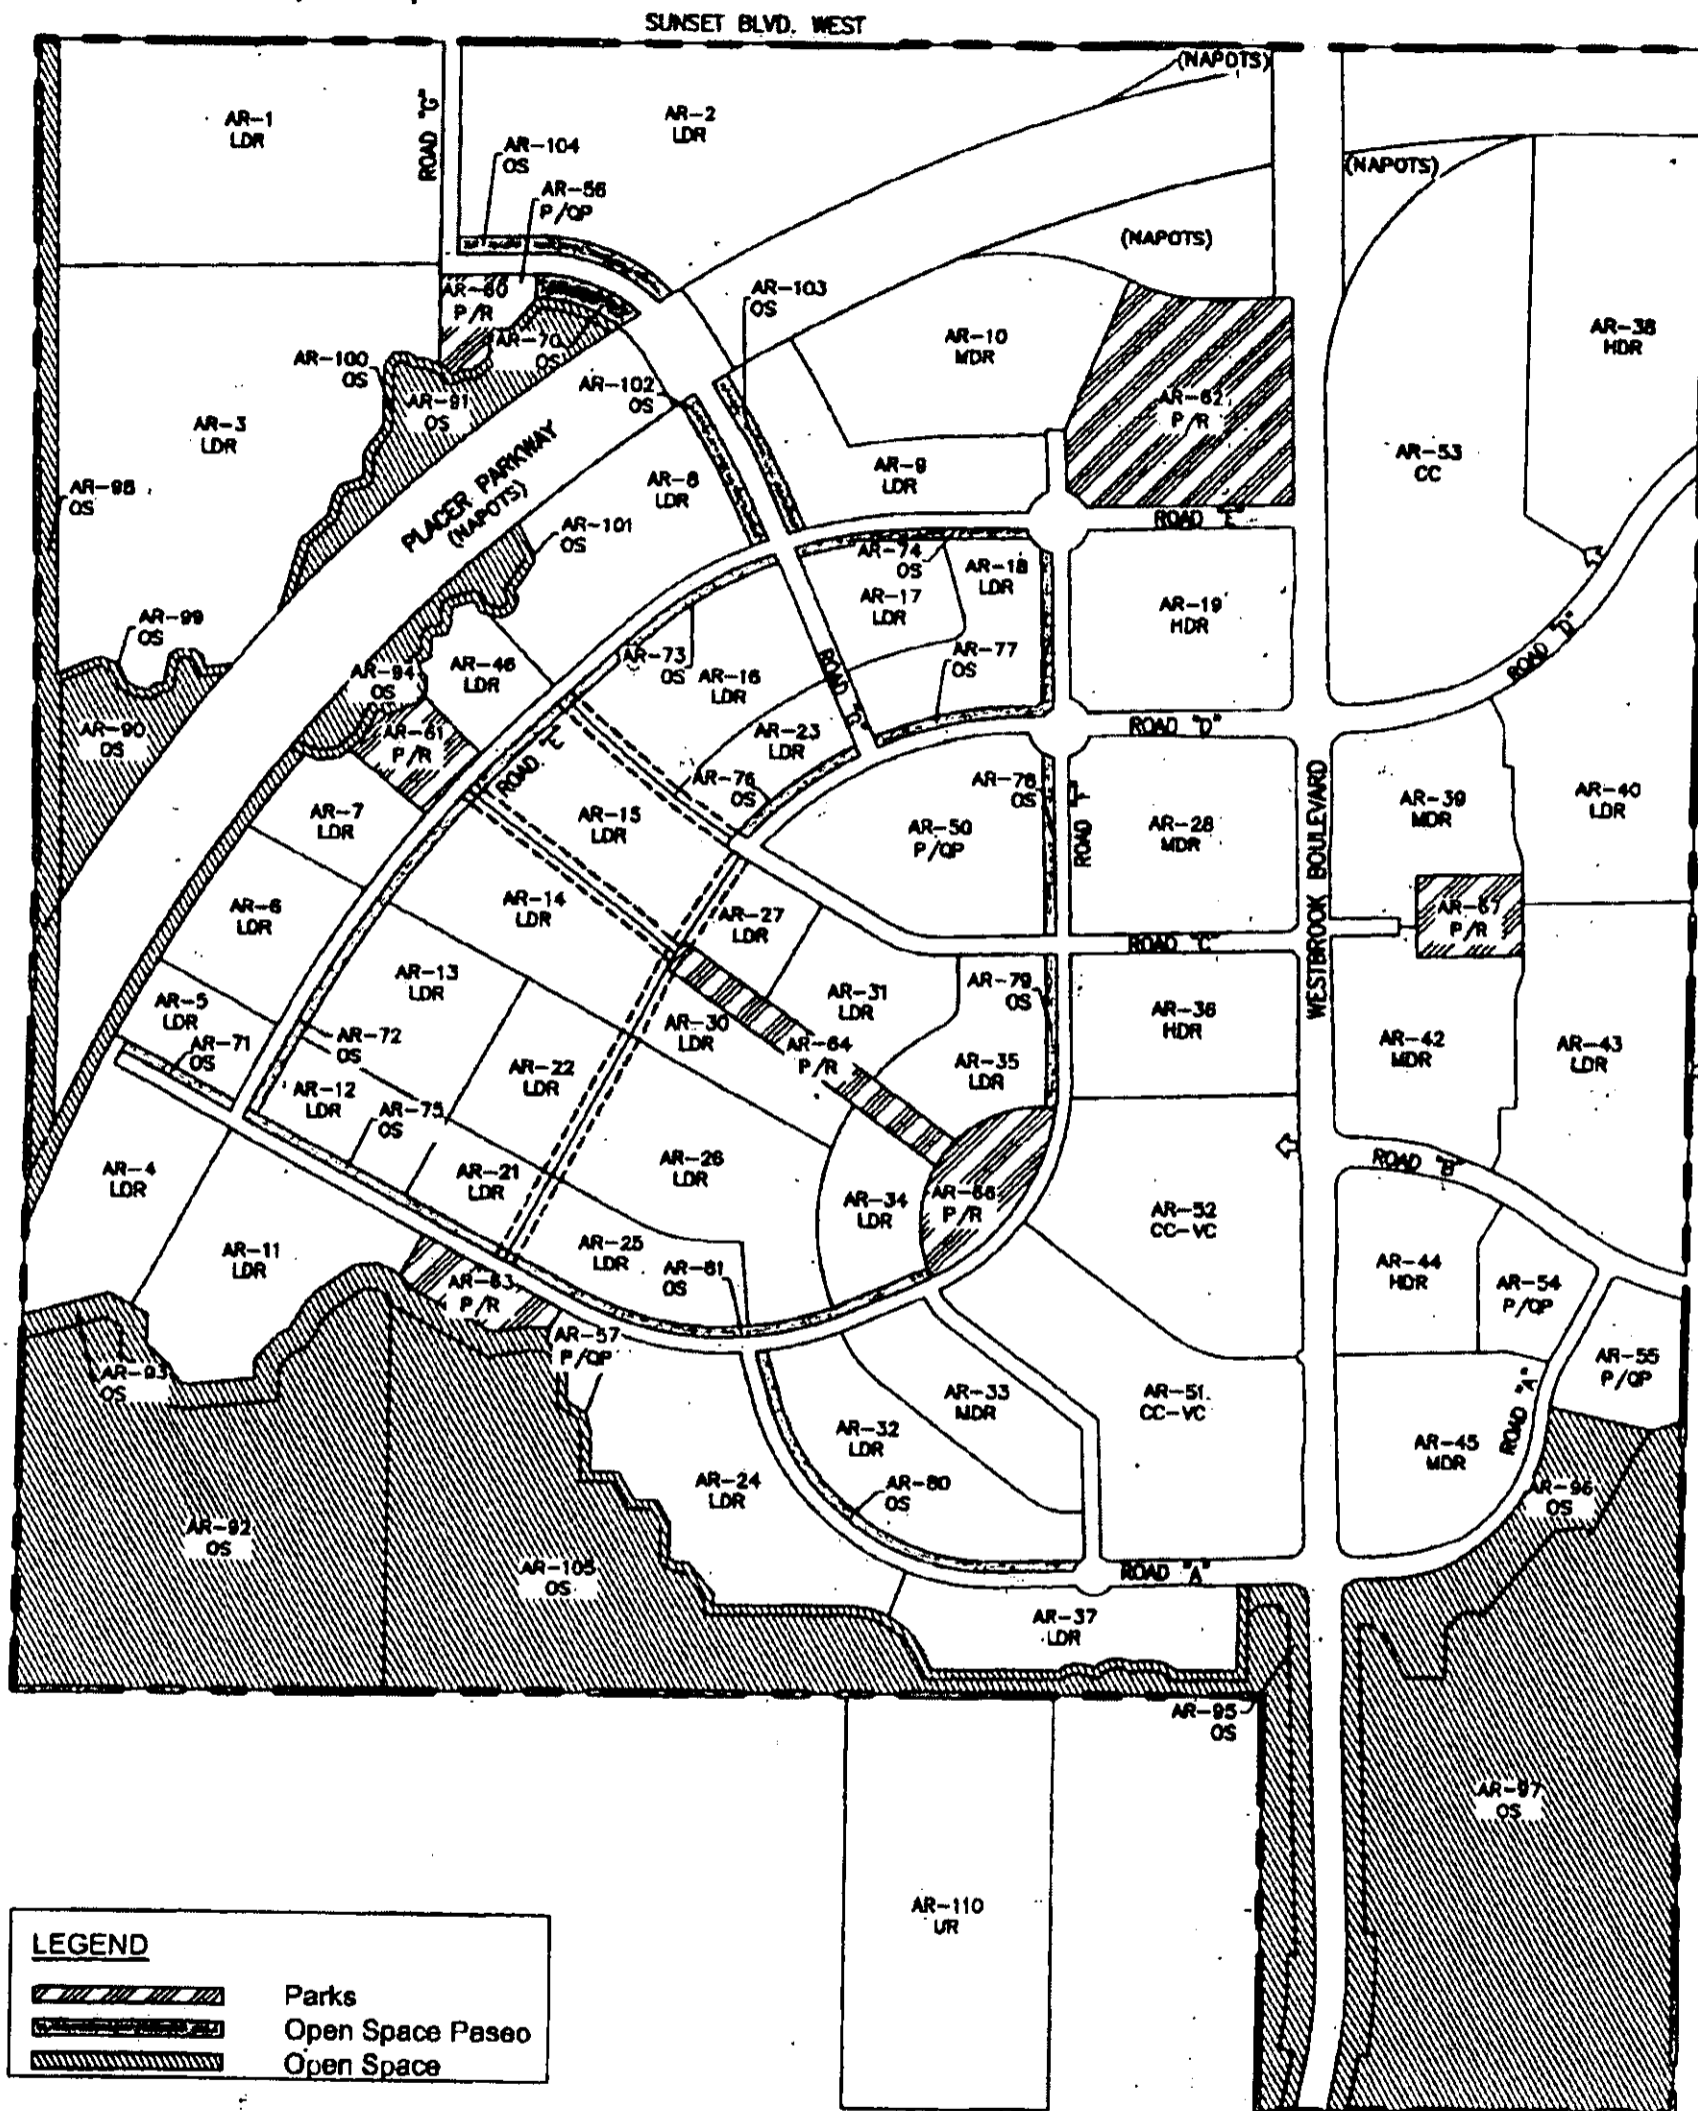 SUNSET BLVD. WEST
(NAPOTS)
AR-1
LDR
ROAD "G"
AR-2
LDR
AR-104
OS
AR-56
P/QP
(NAPOTS)
(NAPOTS)
AR-60
P/R
AR-70
OS
AR-103
OS
AR-10
MDR
AR-38
HDR
AR-100
OS
AR-91
OS
AR-102
OS
AR-62
P/R
AR-3
LDR
AR-9
LDR
AR-53
CC
AR-8
LDR
AR-98
OS
PLACER PARKWAY
(NAPOTS)
AR-101
OS
ROAD "E"
AR-74
OS
AR-18
LDR
AR-17
LDR
AR-19
HDR
AR-99
OS
AR-94
OS
AR-46
LDR
AR-73
OS
AR-16
LDR
AR-77
OS
ROAD "D"
ROAD "G"
AR-90
OS
AR-61
P/R
AR-23
LDR
ROAD "D"
ROAD "E"
AR-76
OS
AR-78
OS
AR-7
LDR
AR-15
LDR
AR-50
P/QP
ROAD "F"
AR-28
MDR
WESTBROOK BOULEVARD
AR-39
MDR
AR-40
LDR
AR-6
LDR
AR-14
LDR
AR-27
LDR
AR-67
P/R
ROAD "C"
AR-13
LDR
AR-31
LDR
AR-79
OS
AR-5
LDR
AR-71
OS
AR-72
OS
AR-30
LDR
AR-64
P/R
AR-36
HDR
AR-42
MDR
AR-43
LDR
AR-22
LDR
AR-35
LDR
AR-12
LDR
AR-75
OS
AR-4
LDR
AR-21
LDR
AR-26
LDR
AR-34
LDR
AR-66
P/R
AR-52
CC-VC
ROAD "B"
AR-11
LDR
AR-25
LDR
AR-81
OS
AR-44
HDR
AR-54
P/QP
AR-63
P/R
AR-57
P/QP
AR-55
P/QP
AR-93
OS
AR-33
MDR
AR-51
CC-VC
ROAD "A"
AR-32
LDR
AR-45
MDR
AR-24
LDR
AR-80
OS
AR-96
OS
AR-92
OS
AR-105
OS
ROAD "A"
AR-37
LDR
AR-95
OS
AR-97
OS
AR-110
UR
LEGEND
Parks
Open Space Paseo
Open Space